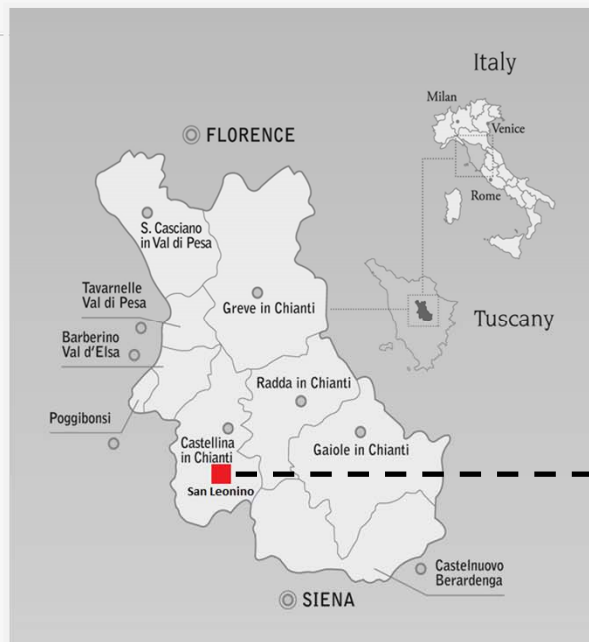 Italy
Milan
Venice
Rome
FLORENCE
S. Casciano
in Val di Pesa
Tavarnelle
Val di Pesa
Greve in Chianti
Tuscany
Barberino
Val d'Elsa
Radda in Chianti
Poggibonsi
Castellina
in Chianti
Gaiole in Chianti
San Leonino
Castelnuovo
Berardenga
SIENA